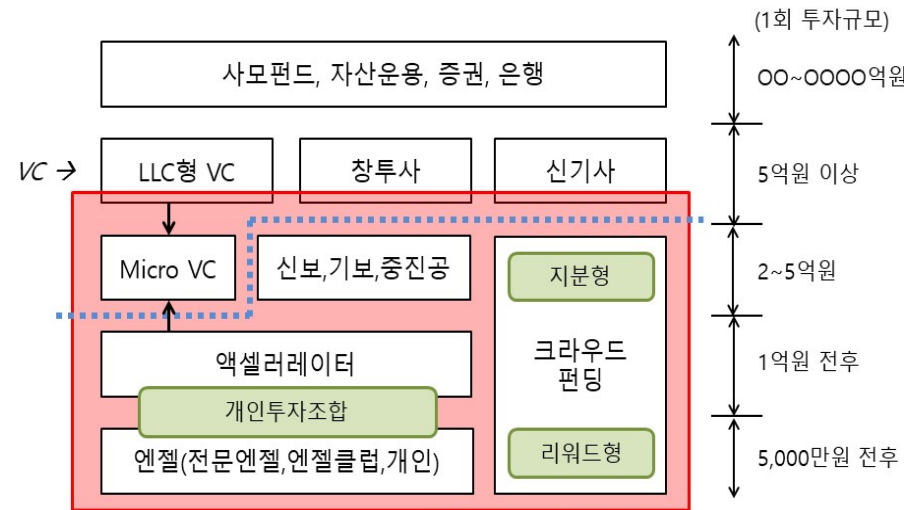 (1회 투자규모)
사모펀드, 자산운용, 증권, 은행
OO~OOOO억원
VC →
LLC형 VC
창투사
신기사
5억원 이상
Micro VC
신보,기보,중진공
지분형
2~5억원
액셀러레이터
크라우드
펀딩
1억원 전후
개인투자조합
엔젤(전문엔젤,엔젤클럽,개인)
리워드형
5,000만원 전후